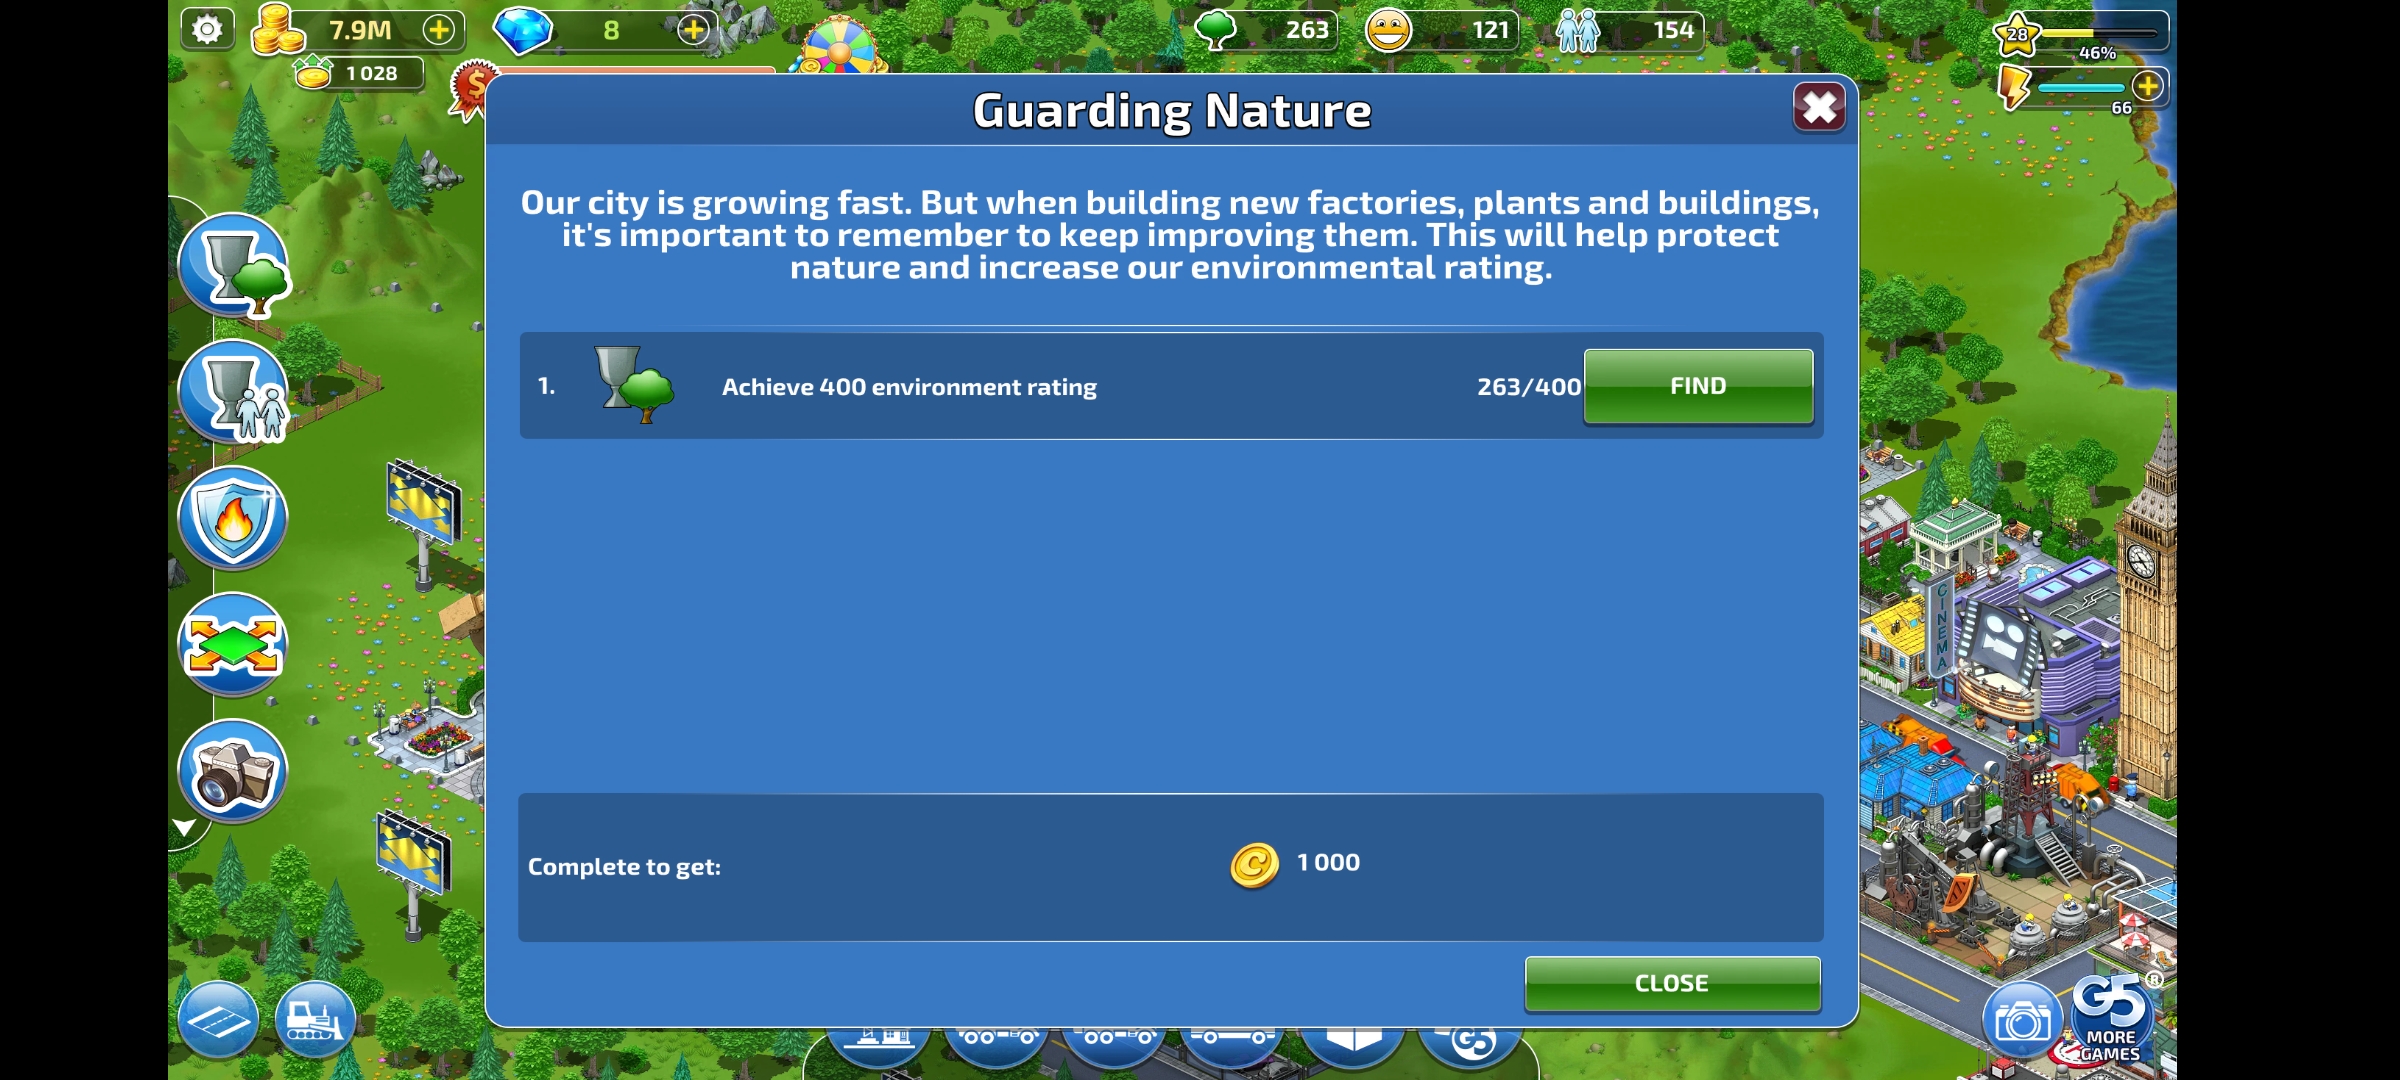 7.9M
8
263
121
154
28
46%
1 028
$
66
Guarding Nature
Our city is growing fast. But when building new factories, plants and buildings,
it's important to remember to keep improving them. This will help protect
nature and increase our environmental rating.
1.
Achieve 400 environment rating
263/400
FIND
CINEMA
Complete to get:
C
1 000
CLOSE
G5
G5®
MORE
GAMES